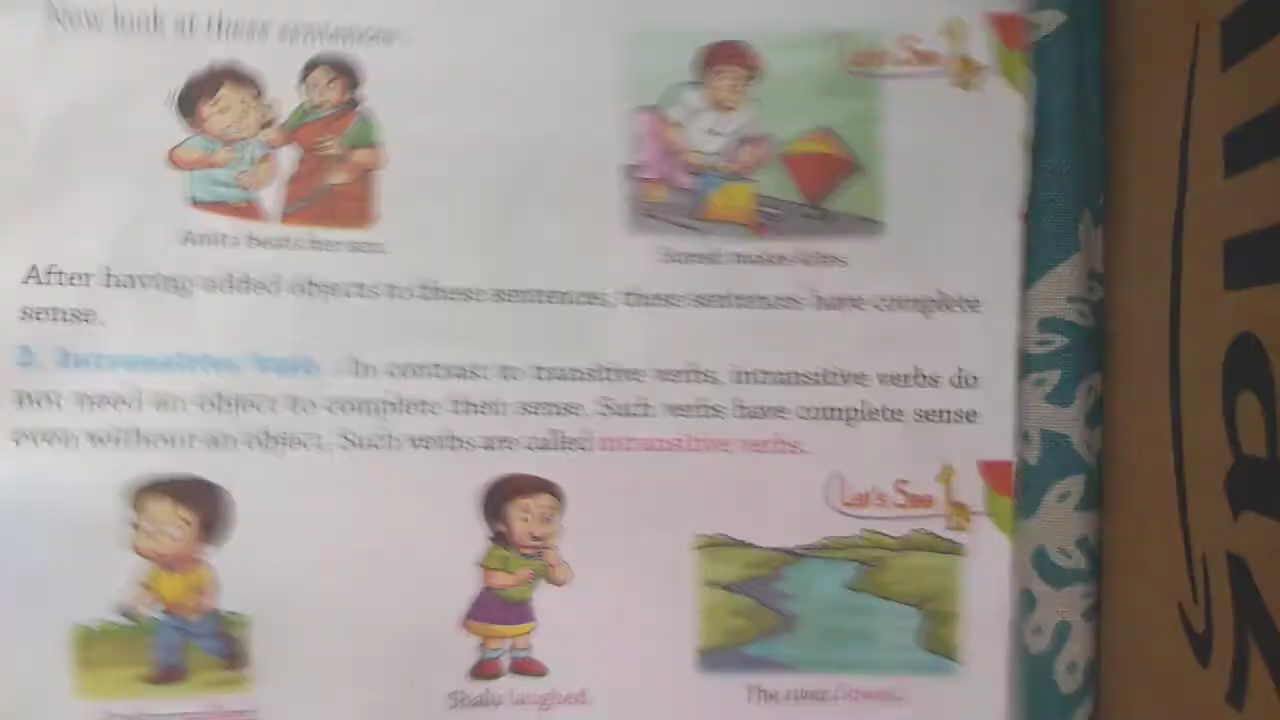 Now look at these sentences
Let's See
Anita beats her son.
make kites
After having added objects to these sentences, these sentences have complete
sense.
2. Intransitive Verb In contrast to transitive verbs, intransitive verbs do
not need an object to complete their sense. Such verbs have complete sense
even without an object. Such verbs are called intransitive verbs.
Let's See
Shalu laughed.
The river flows.